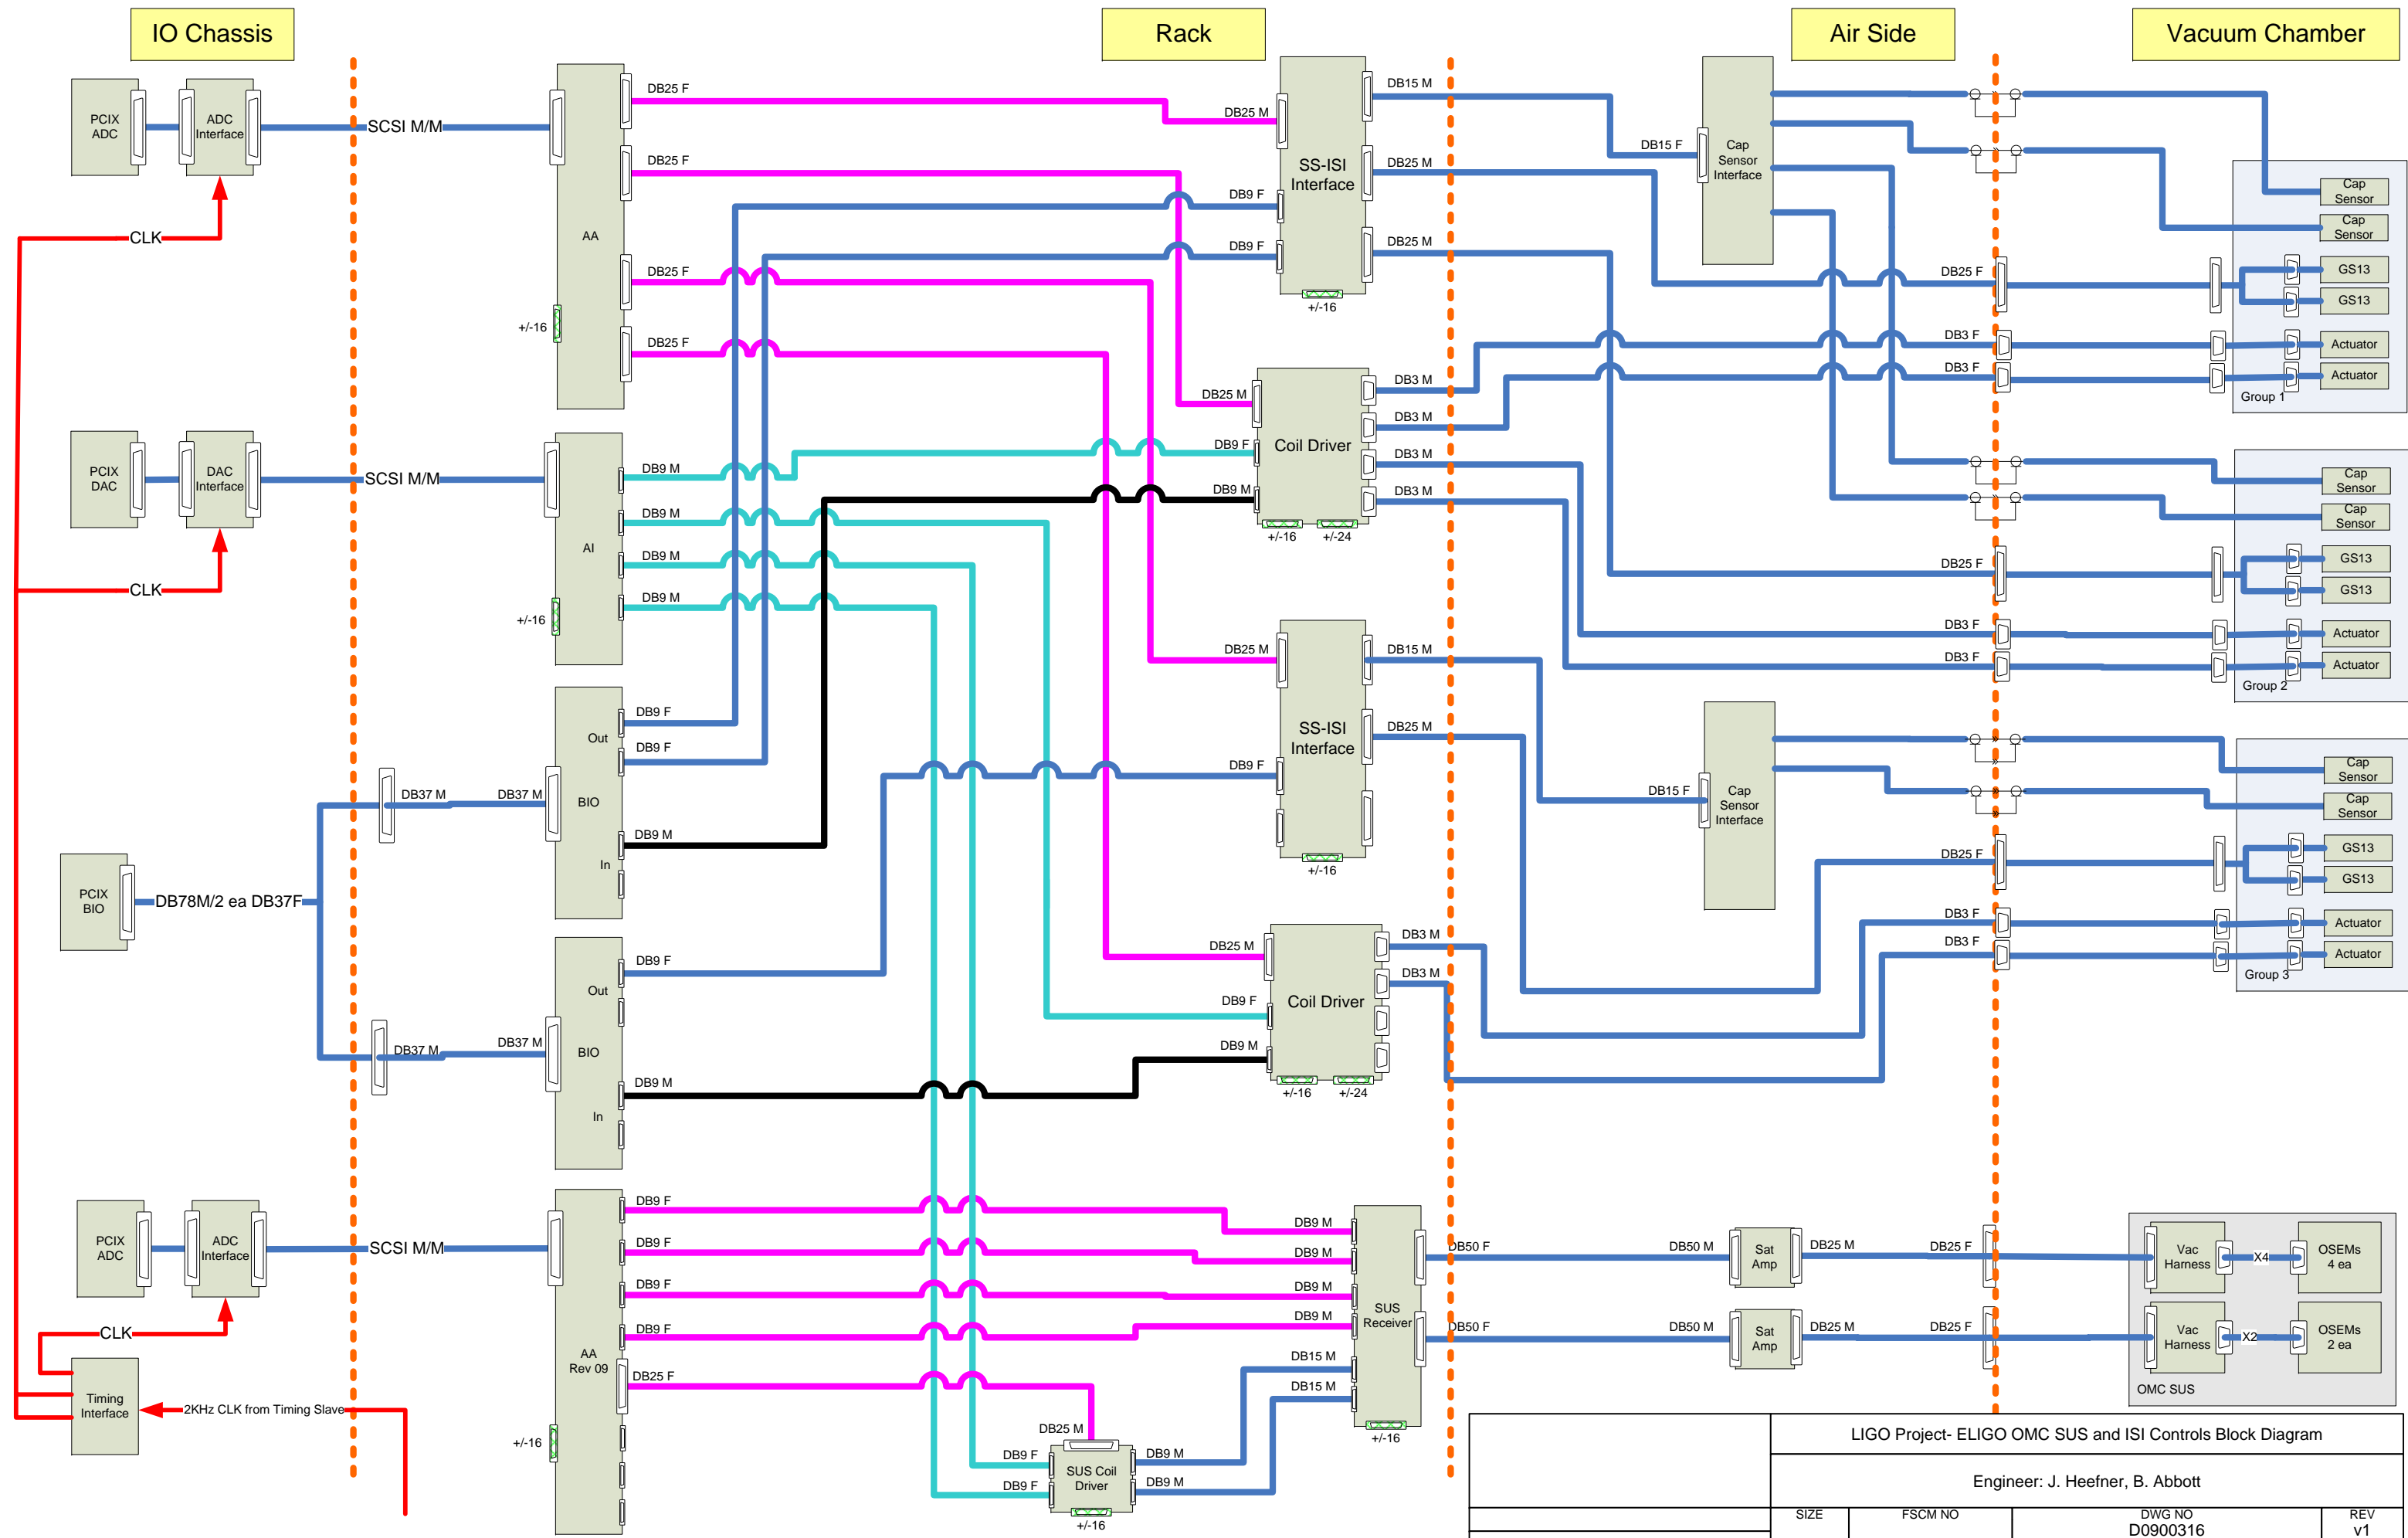 IO Chassis
Rack
Air Side
Vacuum Chamber
PCIX
ADC
ADC
Interface
SCSI M/M
CLK
PCIX
DAC
DAC
Interface
SCSI M/M
CLK
PCIX
BIO
DB78M/2 ea DB37F
DB37 M
DB37 M
DB37 M
DB37 M
PCIX
ADC
ADC
Interface
SCSI M/M
CLK
Timing
Interface
2KHz CLK from Timing Slave
AA
+/-16
DB25 F
DB25 F
DB25 F
DB25 F
AI
+/-16
DB9 M
DB9 M
DB9 M
DB9 M
Out
BIO
In
DB9 F
DB9 F
DB9 M
Out
BIO
In
DB9 F
DB9 M
AA
Rev 09
+/-16
DB9 F
DB9 F
DB9 F
DB9 F
DB25 F
DB25 M
DB9 F
DB9 F
SS-ISI
Interface
+/-16
DB15 M
DB25 M
DB25 M
DB25 M
DB9 F
DB9 M
Coil Driver
+/-16
+/-24
DB3 M
DB3 M
DB3 M
DB3 M
DB25 M
DB9 F
SS-ISI
Interface
+/-16
DB15 M
DB25 M
DB25 M
DB9 F
DB9 M
Coil Driver
+/-16
+/-24
DB3 M
DB3 M
DB9 M
DB9 M
DB9 M
DB9 M
DB15 M
DB15 M
SUS
Receiver
+/-16
DB50 F
DB50 F
DB25 M
DB9 F
DB9 F
SUS Coil
Driver
DB9 M
DB9 M
+/-16
DB15 F
Cap
Sensor
Interface
DB25 F
DB3 F
DB3 F
DB25 F
DB3 F
DB3 F
DB15 F
Cap
Sensor
Interface
DB25 F
DB3 F
DB3 F
DB50 M
Sat
Amp
DB25 M
DB25 F
DB50 M
Sat
Amp
DB25 M
DB25 F
Cap
Sensor
Cap
Sensor
GS13
GS13
Actuator
Actuator
Group 1
Cap
Sensor
Cap
Sensor
GS13
GS13
Actuator
Actuator
Group 2
Cap
Sensor
Cap
Sensor
GS13
GS13
Actuator
Actuator
Group 3
Vac
Harness
X4
OSEMs
4 ea
Vac
Harness
X2
OSEMs
2 ea
OMC SUS
LIGO Project- ELIGO OMC SUS and ISI Controls Block Diagram
Engineer: J. Heefner, B. Abbott
SIZE
FSCM NO
DWG NO
D0900316
REV
v1